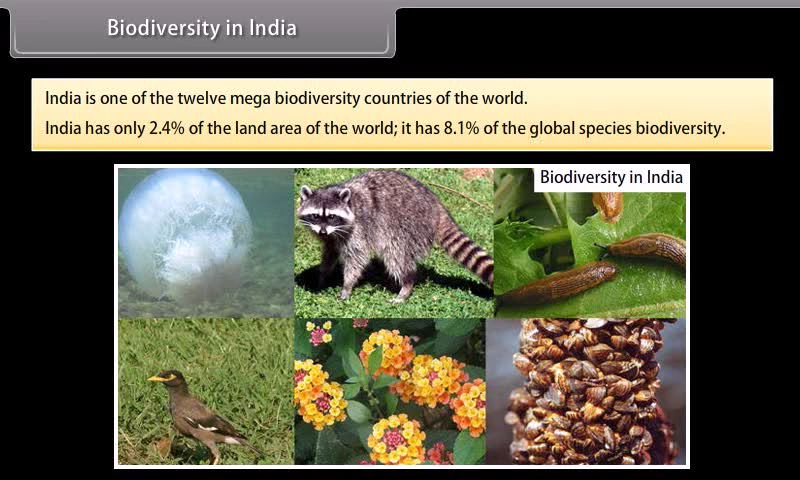 Biodiversity in India
India is one of the twelve mega biodiversity countries of the world.
India has only 2.4% of the land area of the world; it has 8.1% of the global species biodiversity.
Biodiversity in India